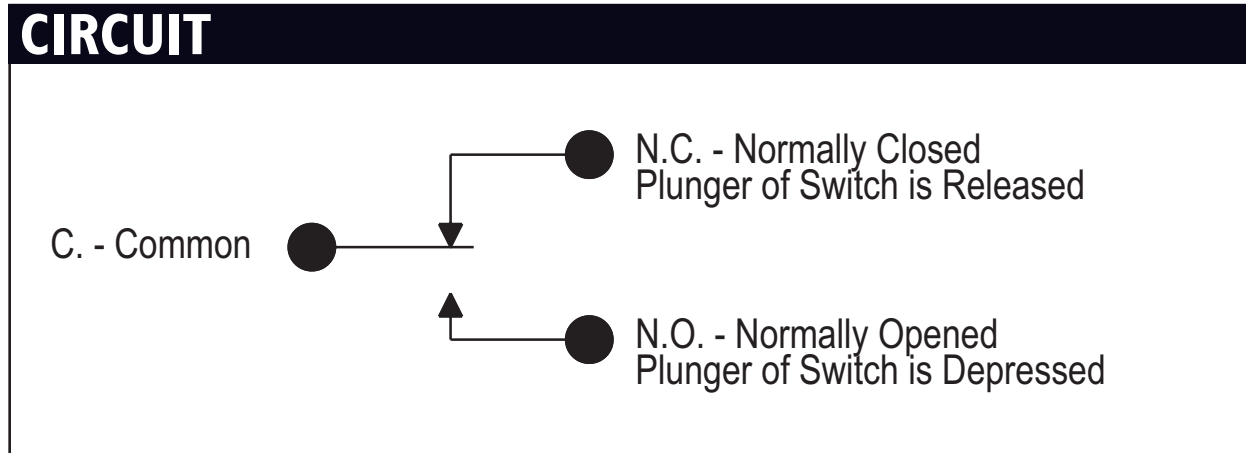 CIRCUIT
N.C. - Normally Closed
Plunger of Switch is Released
C. - Common
N.O. - Normally Opened
Plunger of Switch is Depressed